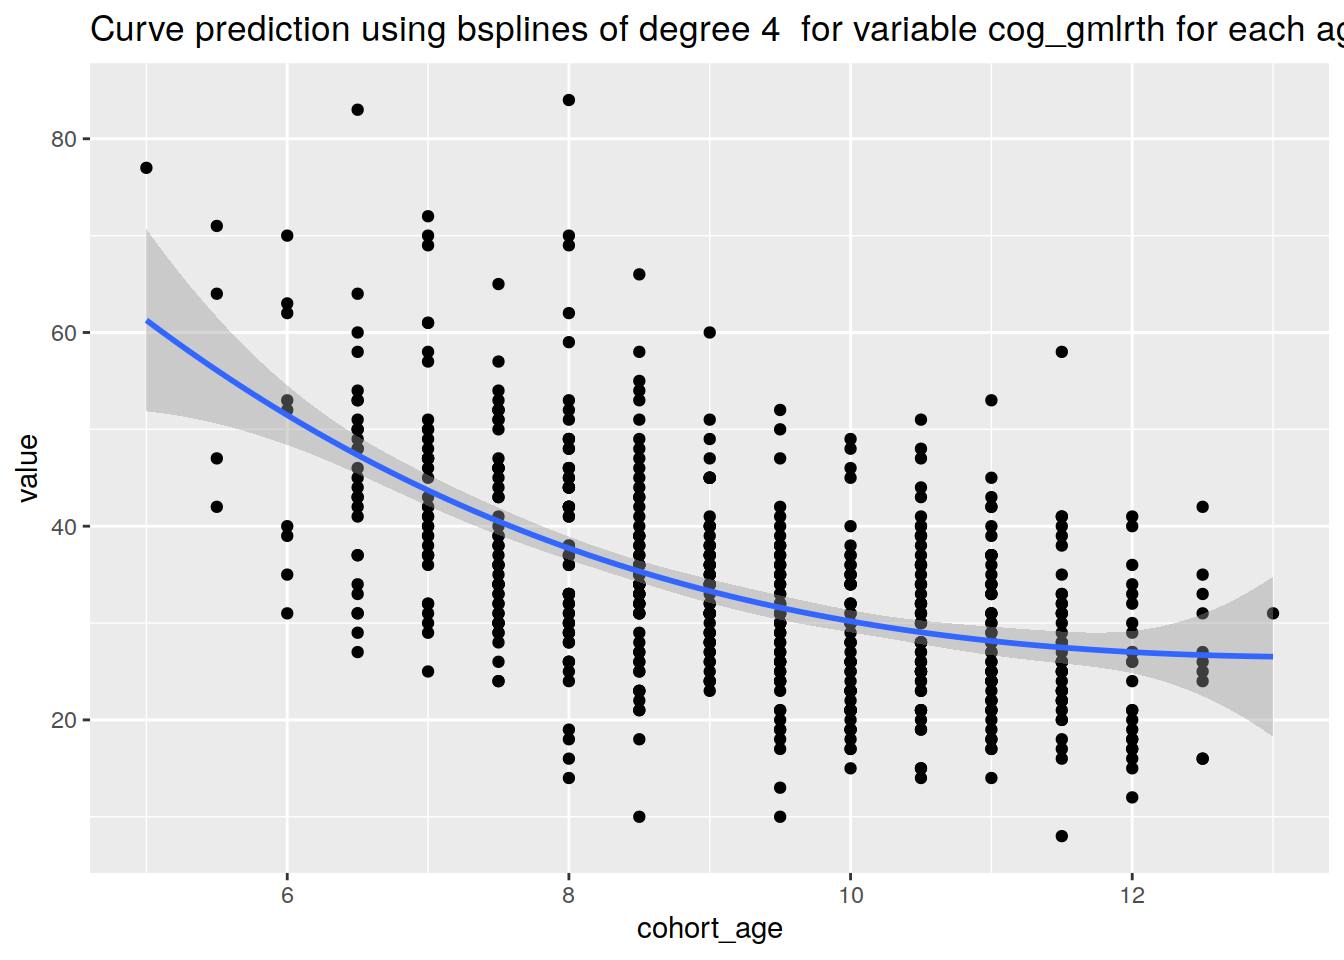 Curve prediction using bsplines of degree 4  for variable cog_gmlrth for each
80
60
40
20
value
6 8 10 12
cohort_age